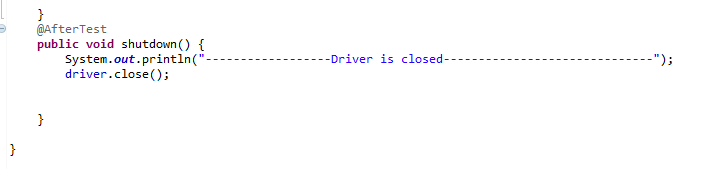 }
@AfterTest
public void shutdown() {
System.out.println("------------------Driver is closed------------------------------");
driver.close();
}
}